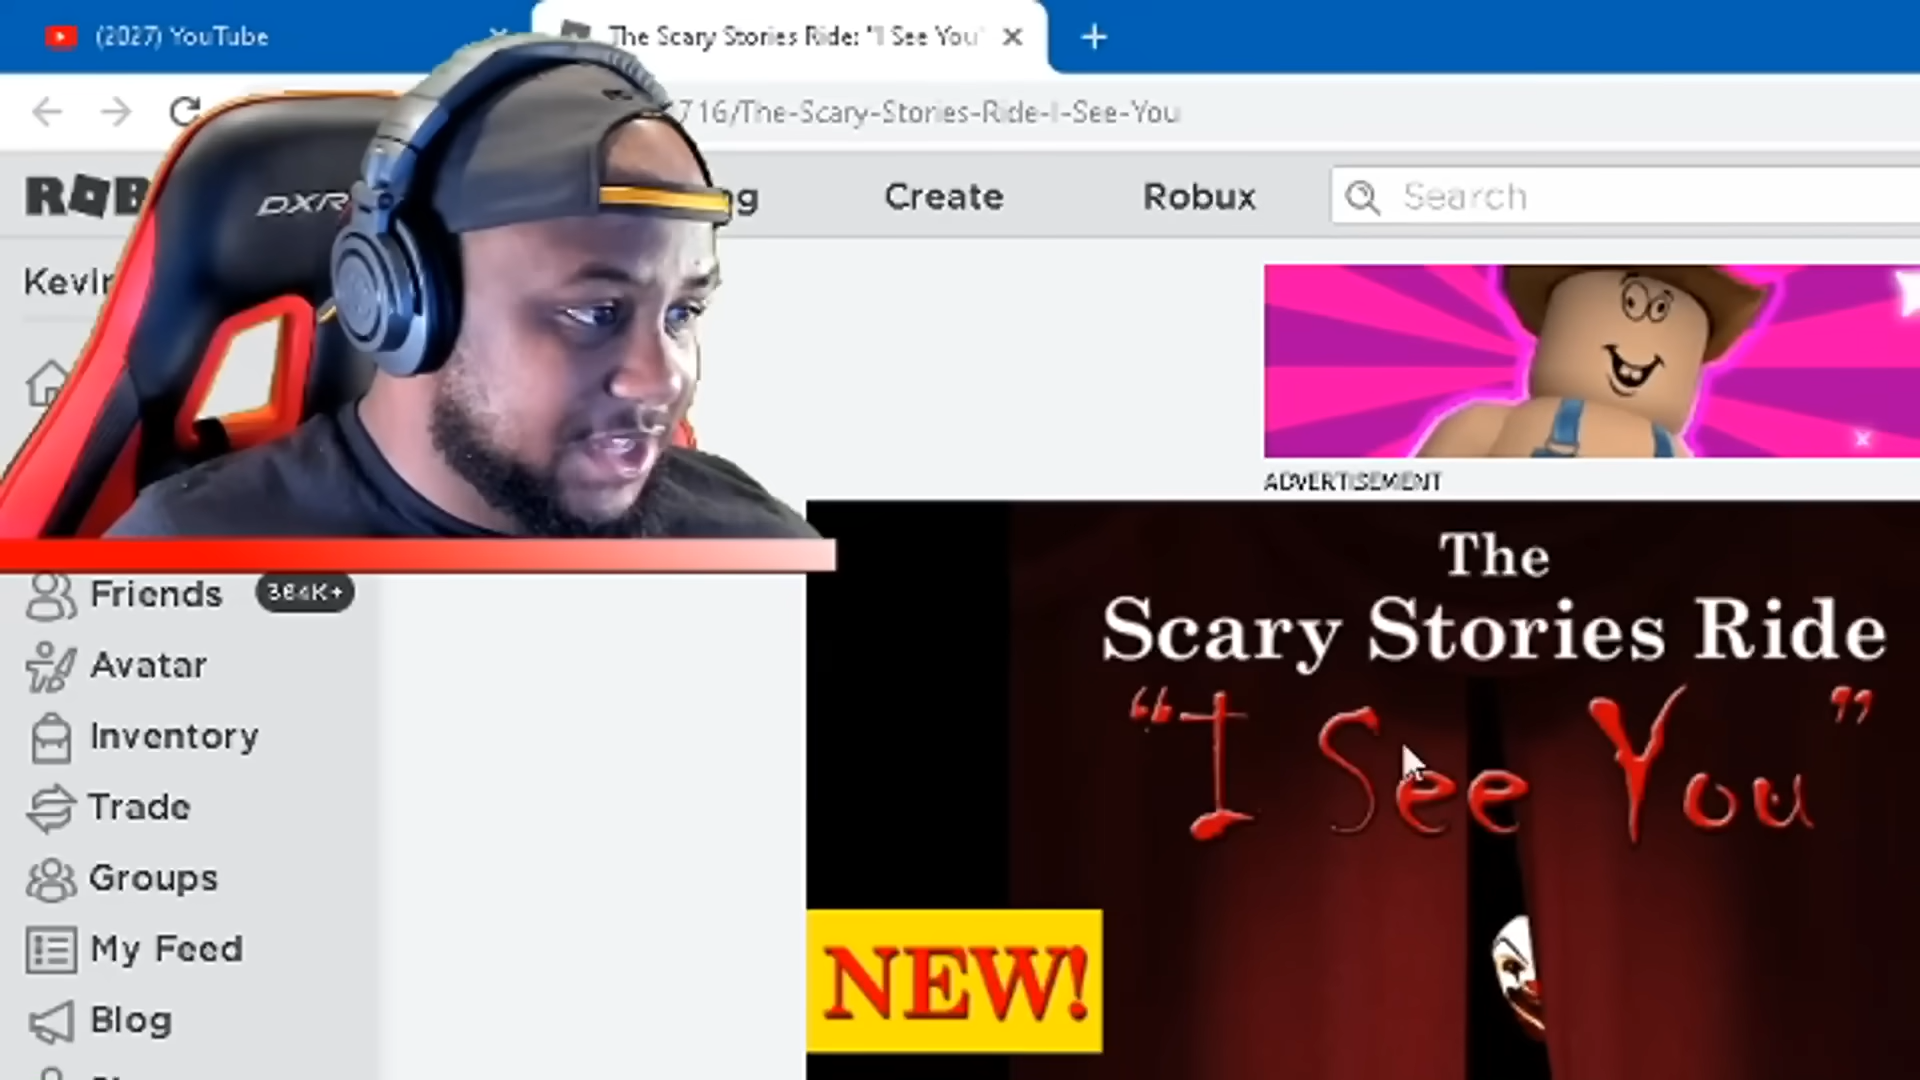 (2027) YouTube
The Scary Stories Ride: "I See You"
716/The-Scary-Stories-Ride-I-See-You
Create
Robux
Search
DXR
ADVERTISEMENT
Friends 364K+
Avatar
Inventory
Trade
Groups
My Feed
Blog
The
Scary Stories Ride
“I See You”
NEW!